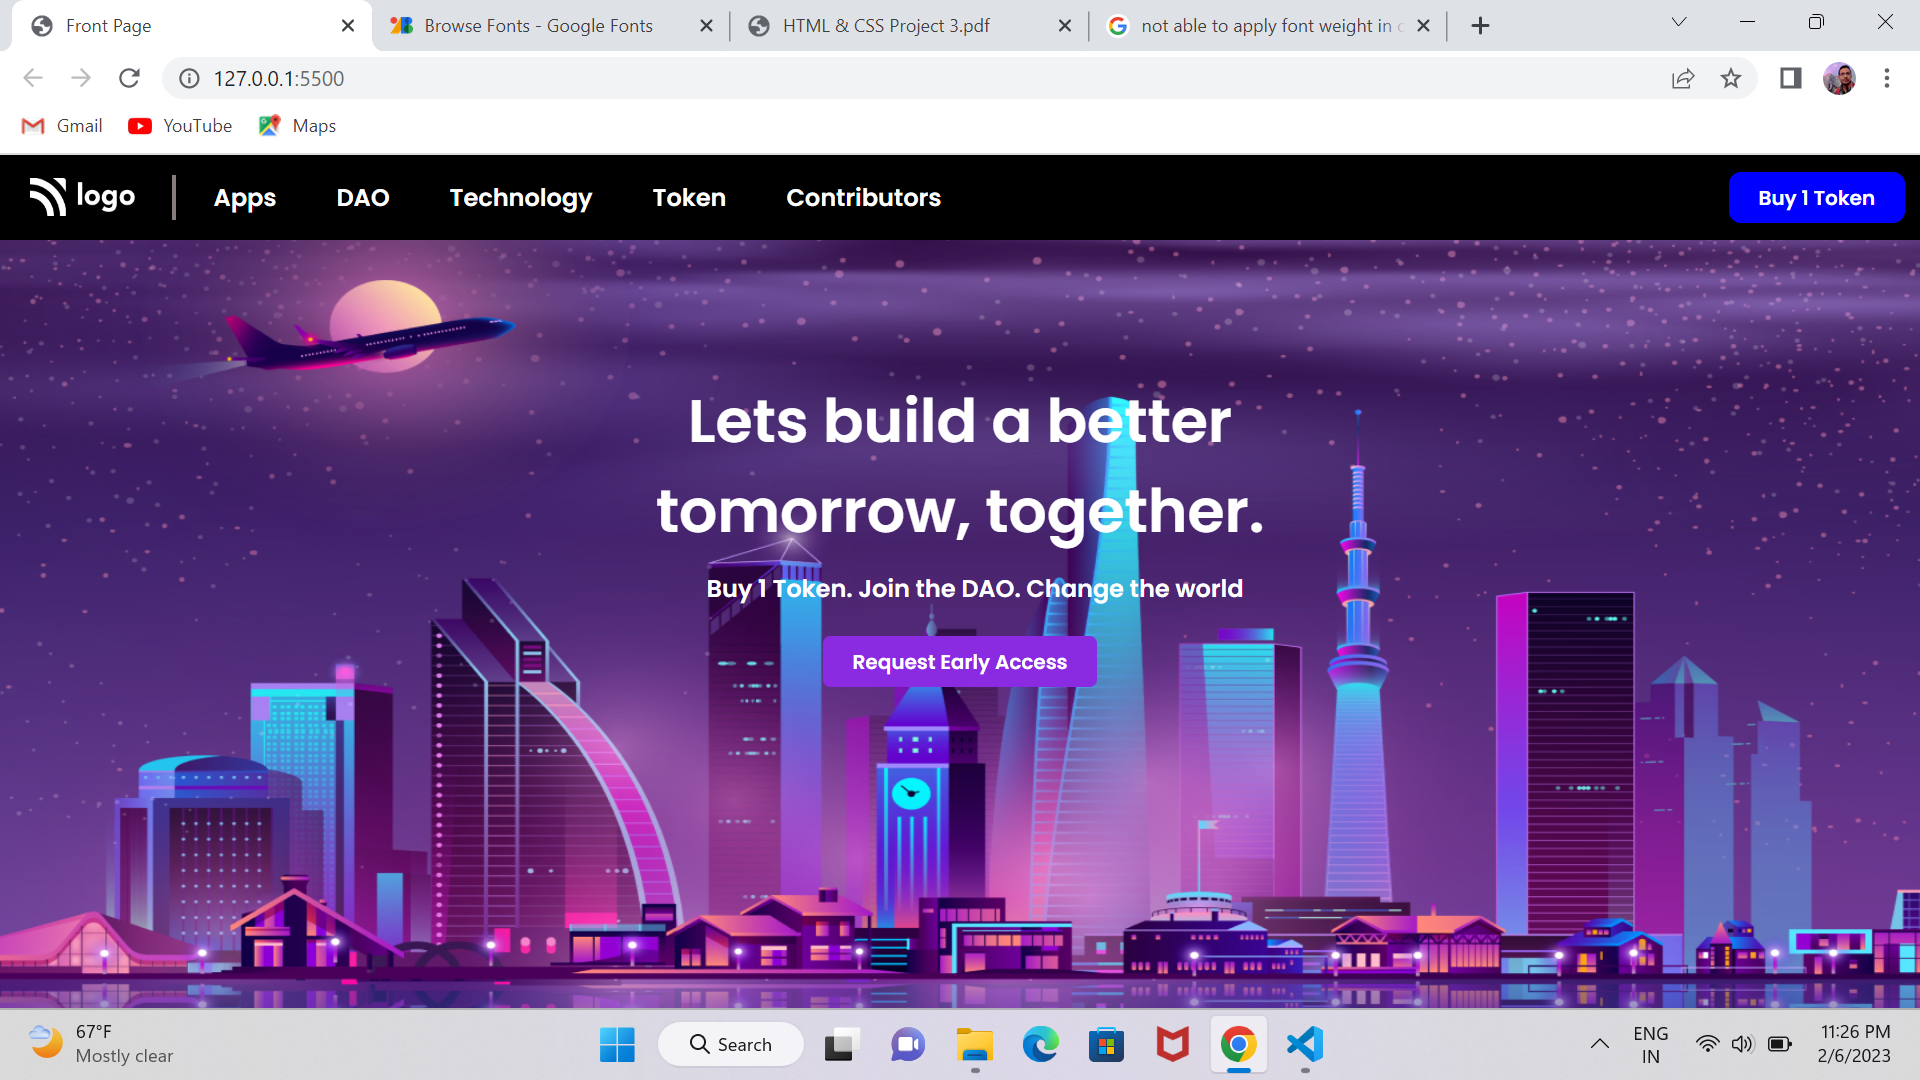 Front Page
Browse Fonts - Google Fonts
HTML & CSS Project 3.pdf
not able to apply font weight in c
127.0.0.1:5500
Gmail
YouTube
Maps
logo
Apps
DAO
Technology
Token
Contributors
Buy 1 Token
Lets build a better
tomorrow, together.
Buy 1 Token. Join the DAO. Change the world
Request Early Access
67°F
Mostly clear
Search
ENG
IN
11:26 PM
2/6/2023